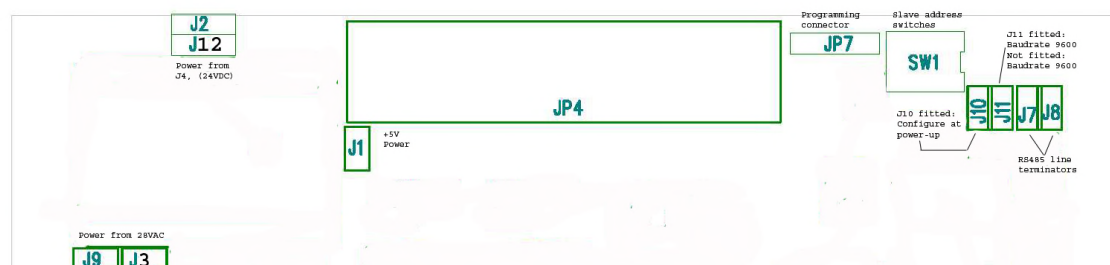 J2
J12
Power from
J4, (24VDC)
JP4
J1
+5V
Power
Programming
connector
JP7
Slave address
switches
SW1
J11 fitted:
Baudrate 9600
Not fitted:
Baudrate 9600
J10 fitted:
Configure at
power-up
J10
J11
J7
J8
RS485 line
terminators
Power from 28VAC
J9
J3